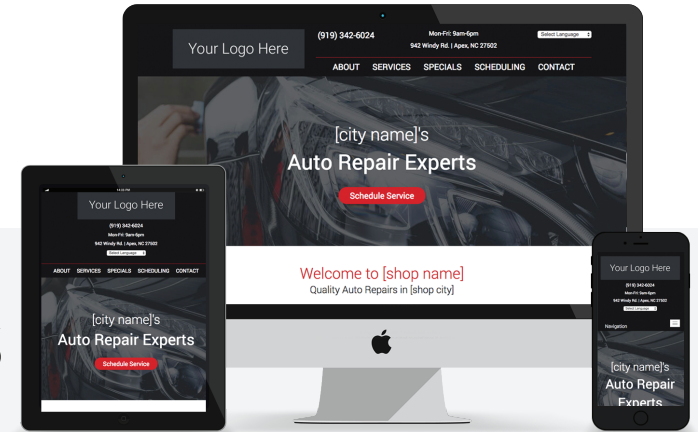 Your Logo Here
(919) 342-6024
Mon-Fri: 9am-6pm
942 Windy Rd. | Apex, NC 27502
Select Language
ABOUT SERVICES SPECIALS SCHEDULING CONTACT
[city name]'s
Auto Repair Experts
Schedule Service
Welcome to [shop name]
Quality Auto Repairs in [shop city]
Your Logo Here
(919) 342-6024
Mon-Fri: 9am-6pm
942 Windy Rd. | Apex, NC 27502
Select Language
ABOUT SERVICES SPECIALS SCHEDULING CONTACT
[city name]'s
Auto Repair Experts
Schedule Service
Your Logo Here
(919) 342-6024
Mon-Fri: 9am-6pm
942 Windy Rd. | Apex, NC 27502
Select Language
Navigation
[city name]'s
Auto Repair
Experts